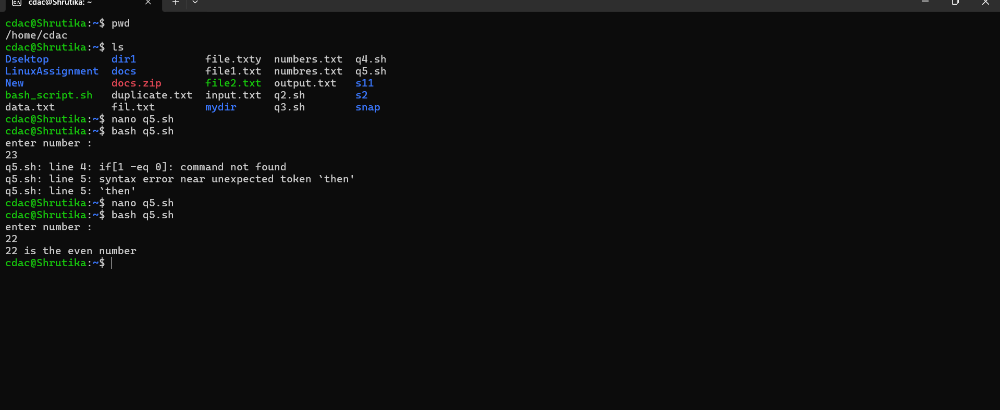 cdac@Shrutika: ~
cdac@Shrutika:~$ pwd
/home/cdac
cdac@Shrutika:~$ ls
Dsektop          dir1           file.txty  numbers.txt  q4.sh
LinuxAssignment  docs           file1.txt  numbres.txt  q5.sh
New              docs.zip       file2.txt  output.txt   s11
bash_script.sh   duplicate.txt  input.txt  q2.sh        s2
data.txt         fil.txt        mydir      q3.sh        snap
cdac@Shrutika:~$ nano q5.sh
cdac@Shrutika:~$ bash q5.sh
enter number :
23
q5.sh: line 4: if[1 -eq 0]: command not found
q5.sh: line 5: syntax error near unexpected token `then'
q5.sh: line 5: `then'
cdac@Shrutika:~$ nano q5.sh
cdac@Shrutika:~$ bash q5.sh
enter number :
22
22 is the even number
cdac@Shrutika:~$